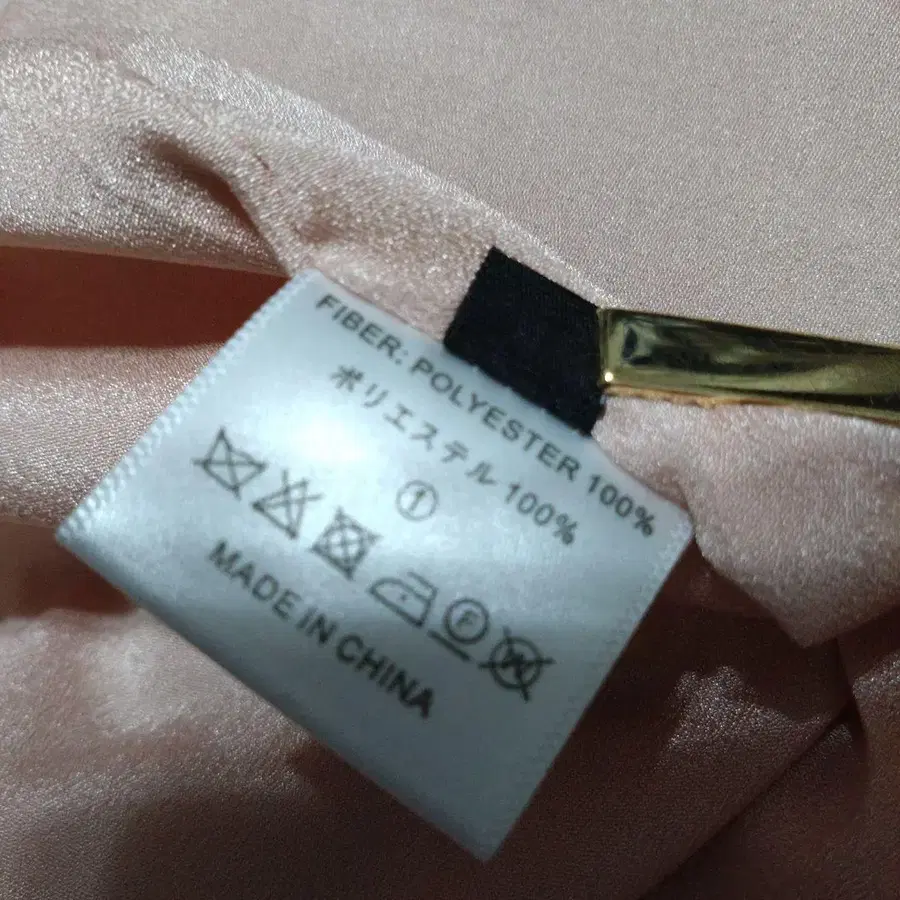 FIBER: POLYESTER 100%
ポリエステル 100%
①
F W
MADE IN CHINA